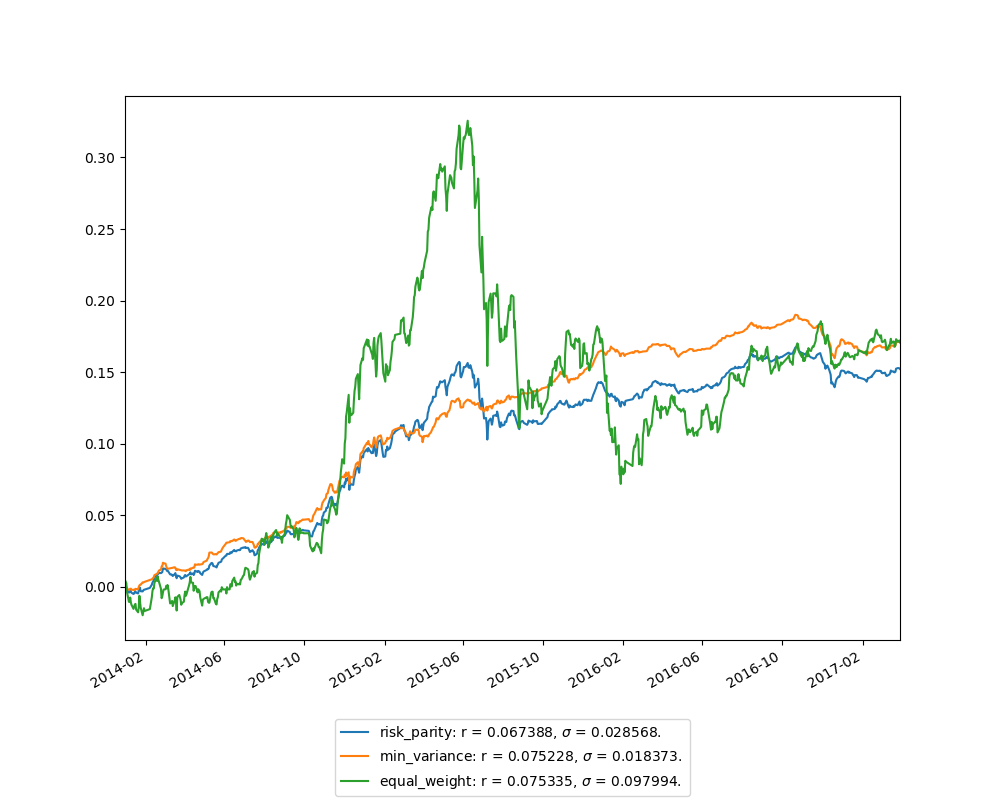 0.30
0.25
0.20
0.15
0.10
0.05
0.00
2014-02 2014-06 2014-10 2015-02 2015-06 2015-10 2016-02 2016-06 2016-10 2017-02
risk_parity: r = 0.067388, σ = 0.028568.
min_variance: r = 0.075228, σ = 0.018373.
equal_weight: r = 0.075335, σ = 0.097994.